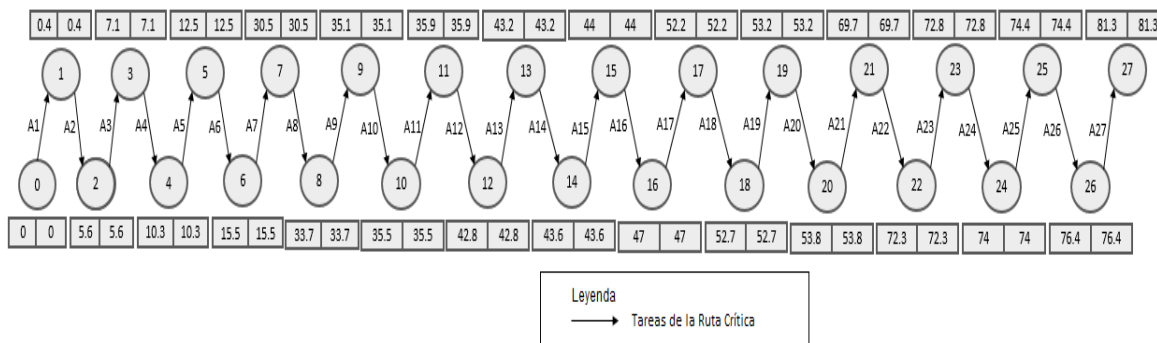 0.4 0.4 7.1 7.1 12.5 12.5 30.5 30.5 35.1 35.1 35.9 35.9 43.2 43.2 44 44 52.2 52.2 53.2 53.2 69.7 69.7 72.8 72.8 74.4 74.4 81.3 81.3
1 3 5 7 9 11 13 15 17 19 21 23 25 27
A1 A2 A3 A4 A5 A6 A7 A8 A9 A10 A11 A12 A13 A14 A15 A16 A17 A18 A19 A20 A21 A22 A23 A24 A25 A26 A27
0 2 4 6 8 10 12 14 16 18 20 22 24 26
0 0 5.6 5.6 10.3 10.3 15.5 15.5 33.7 33.7 35.5 35.5 42.8 42.8 43.6 43.6 47 47 52.7 52.7 53.8 53.8 72.3 72.3 74 74 76.4 76.4
Leyenda
Tareas de la Ruta Crítica